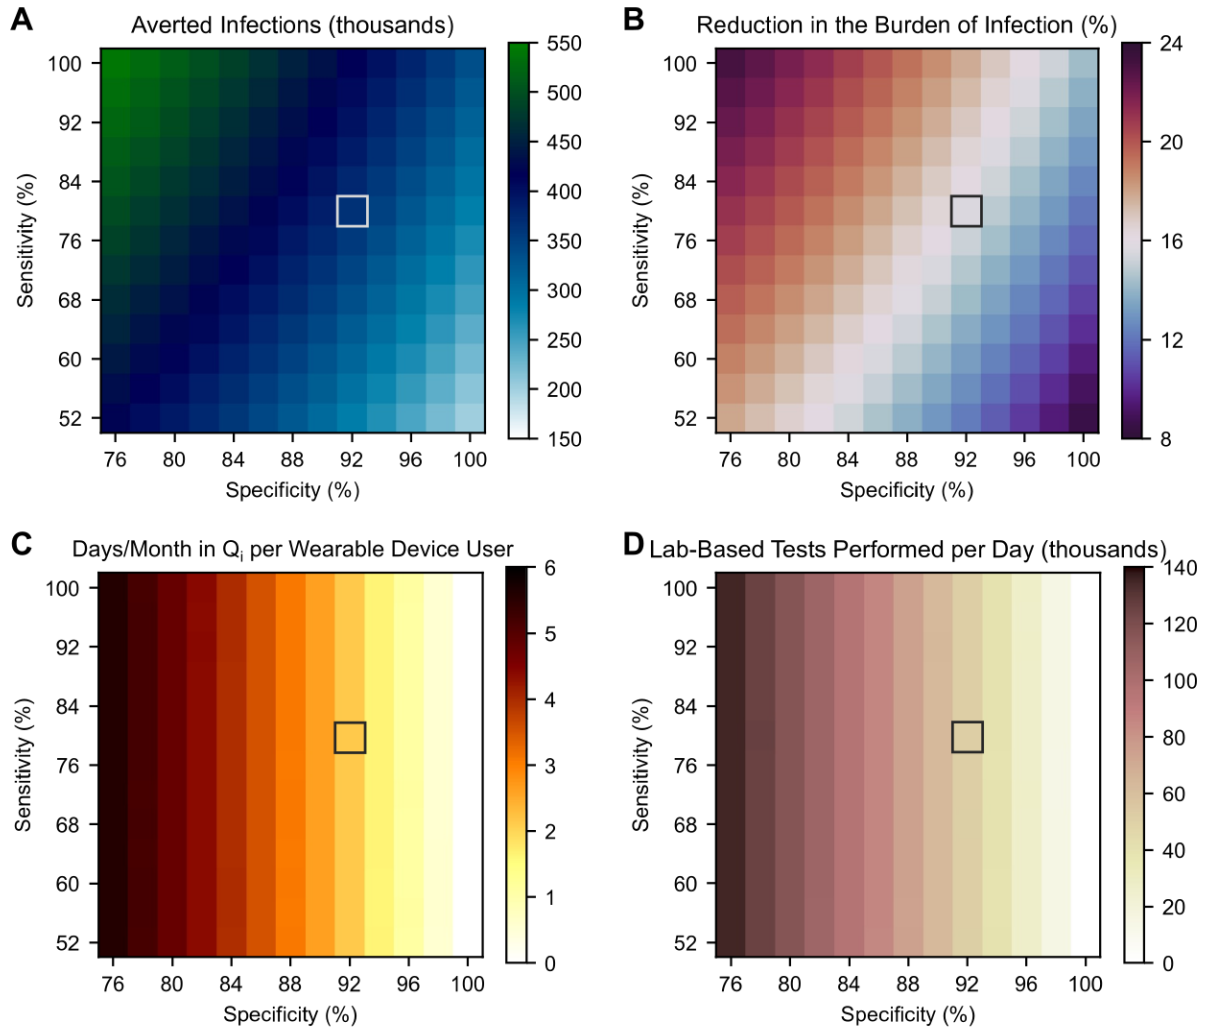 A
Averted Infections (thousands)
Sensitivity (%)
100
92
84
76
68
60
52
76 80 84 88 92 96 100
Specificity (%)
550
500
450
400
350
300
250
200
150
B
Reduction in the Burden of Infection (%)
Sensitivity (%)
100
92
84
76
68
60
52
76 80 84 88 92 96 100
Specificity (%)
24
20
16
12
8
C
Days/Month in Qi per Wearable Device User
Sensitivity (%)
100
92
84
76
68
60
52
76 80 84 88 92 96 100
Specificity (%)
6
5
4
3
2
1
0
D
Lab-Based Tests Performed per Day (thousands)
Sensitivity (%)
100
92
84
76
68
60
52
76 80 84 88 92 96 100
Specificity (%)
140
120
100
80
60
40
20
0